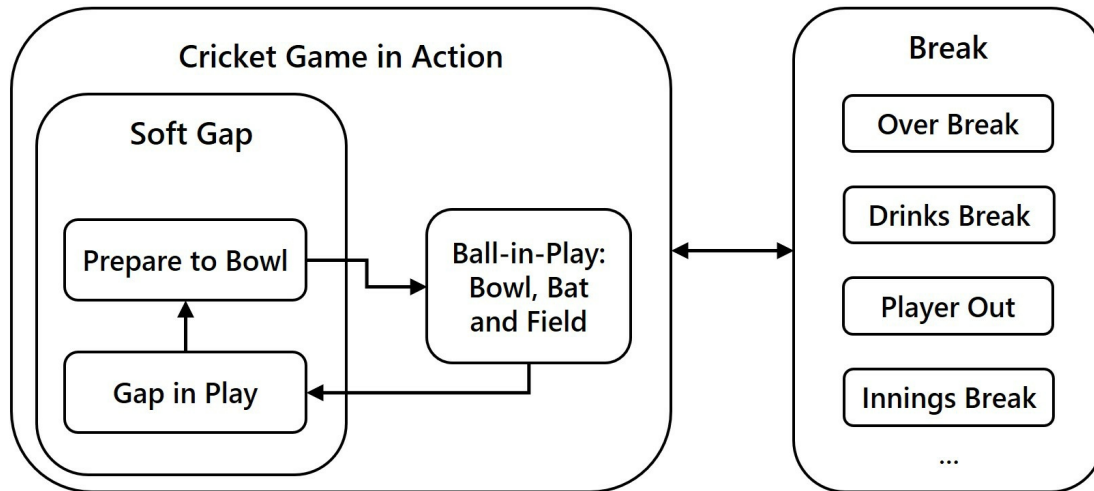 Cricket Game in Action
Soft Gap
Prepare to Bowl
Gap in Play
Ball-in-Play:
Bowl, Bat
and Field
Break
Over Break
Drinks Break
Player Out
Innings Break
...